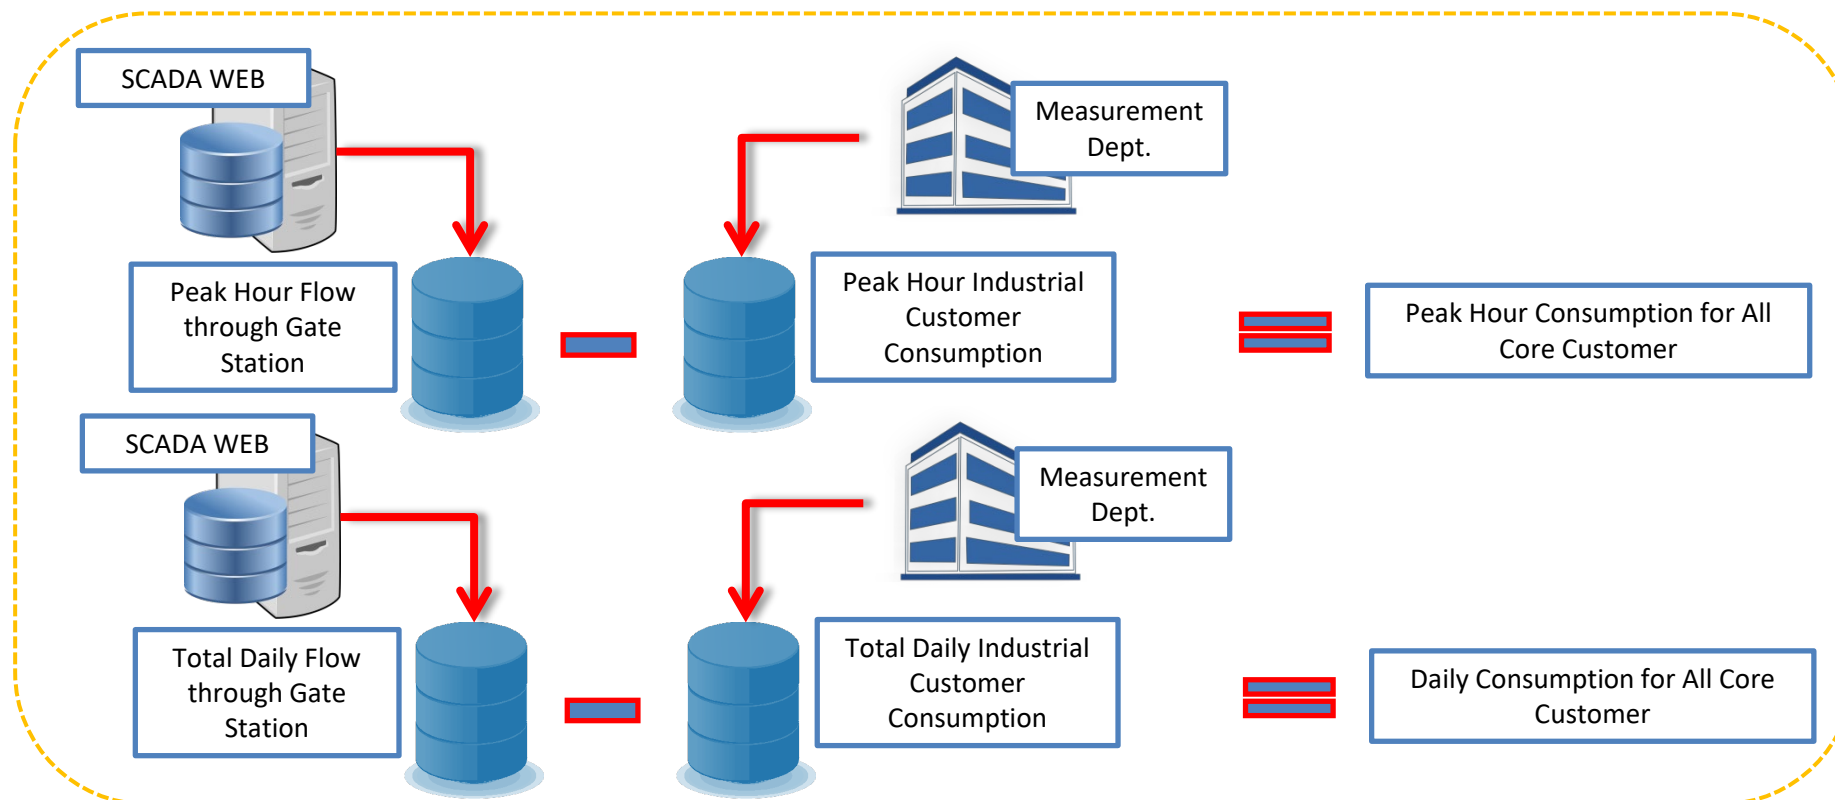 SCADA WEB
Measurement
Dept.
Peak Hour Flow
through Gate
Station
Peak Hour Industrial
Customer
Consumption
Peak Hour Consumption for All
Core Customer
SCADA WEB
Measurement
Dept.
Total Daily Flow
through Gate
Station
Total Daily Industrial
Customer
Consumption
Daily Consumption for All Core
Customer